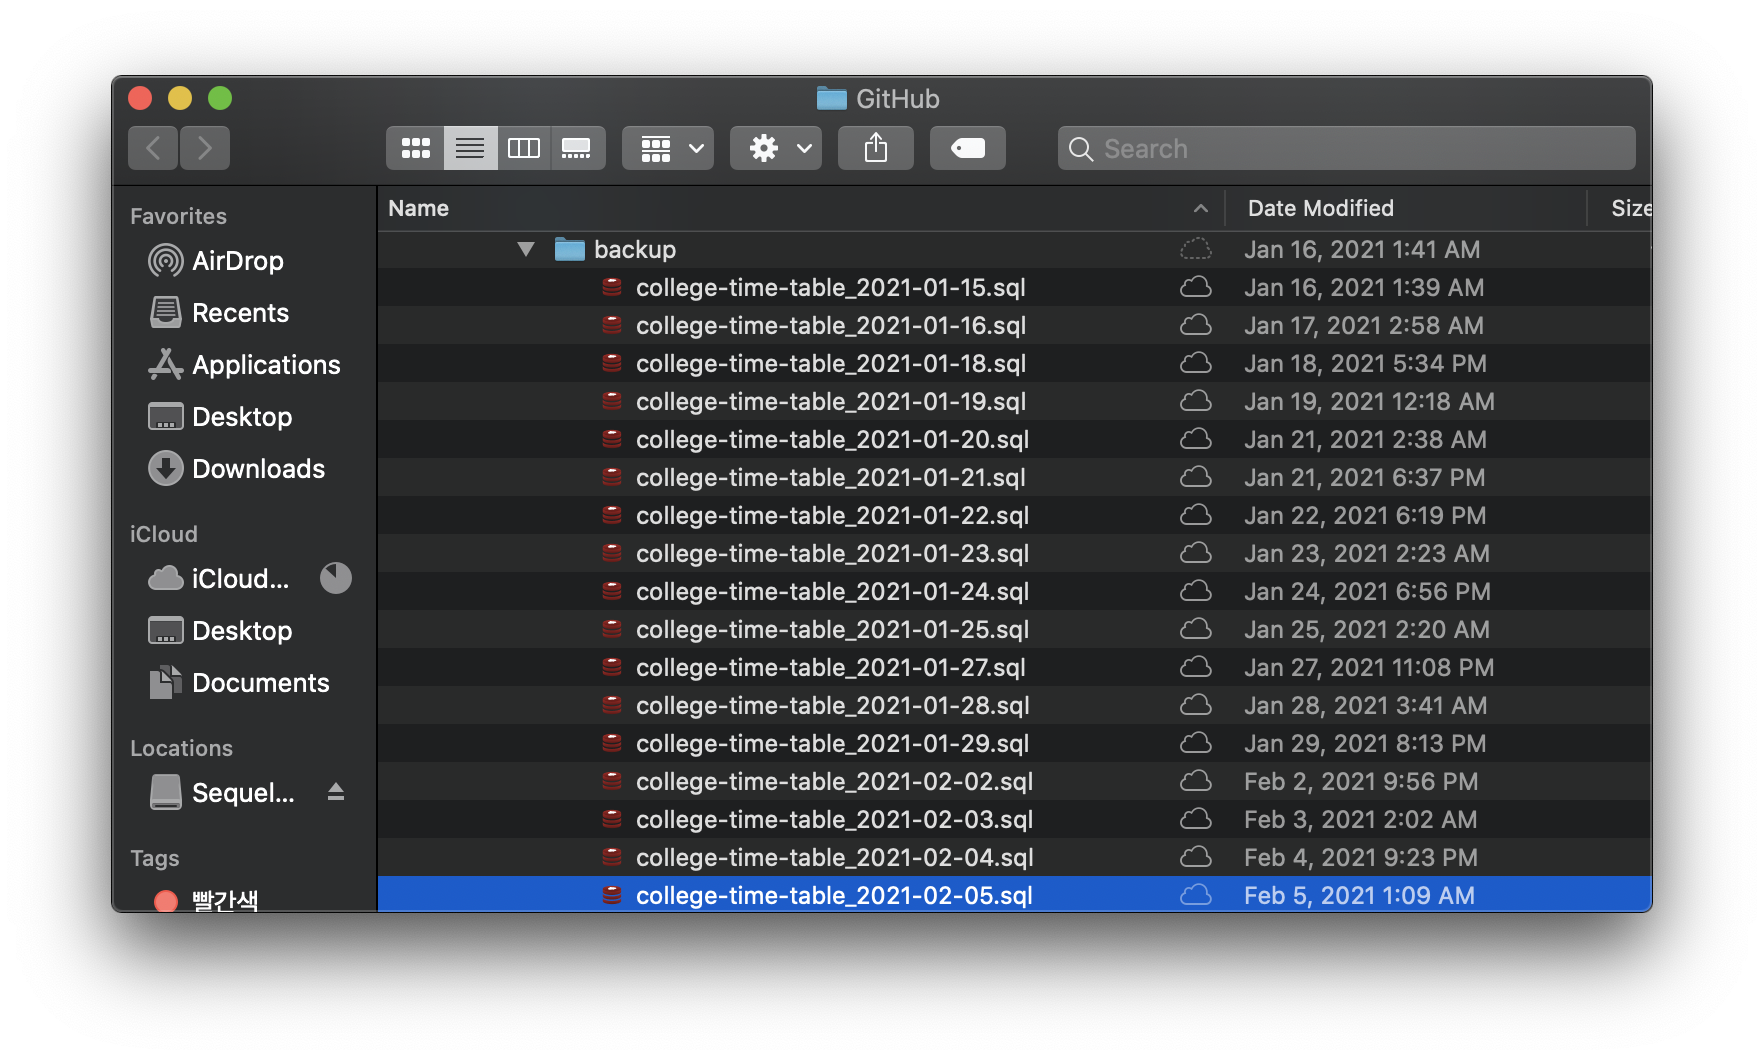 GitHub
Search
Favorites
AirDrop
Recents
Applications
Desktop
Downloads
iCloud
iCloud...
Desktop
Documents
Locations
Sequel...
Tags
빨간색
Name Date Modified Size
backup Jan 16, 2021 1:41 AM
college-time-table_2021-01-15.sql Jan 16, 2021 1:39 AM
college-time-table_2021-01-16.sql Jan 17, 2021 2:58 AM
college-time-table_2021-01-18.sql Jan 18, 2021 5:34 PM
college-time-table_2021-01-19.sql Jan 19, 2021 12:18 AM
college-time-table_2021-01-20.sql Jan 21, 2021 2:38 AM
college-time-table_2021-01-21.sql Jan 21, 2021 6:37 PM
college-time-table_2021-01-22.sql Jan 22, 2021 6:19 PM
college-time-table_2021-01-23.sql Jan 23, 2021 2:23 AM
college-time-table_2021-01-24.sql Jan 24, 2021 6:56 PM
college-time-table_2021-01-25.sql Jan 25, 2021 2:20 AM
college-time-table_2021-01-27.sql Jan 27, 2021 11:08 PM
college-time-table_2021-01-28.sql Jan 28, 2021 3:41 AM
college-time-table_2021-01-29.sql Jan 29, 2021 8:13 PM
college-time-table_2021-02-02.sql Feb 2, 2021 9:56 PM
college-time-table_2021-02-03.sql Feb 3, 2021 2:02 AM
college-time-table_2021-02-04.sql Feb 4, 2021 9:23 PM
college-time-table_2021-02-05.sql Feb 5, 2021 1:09 AM